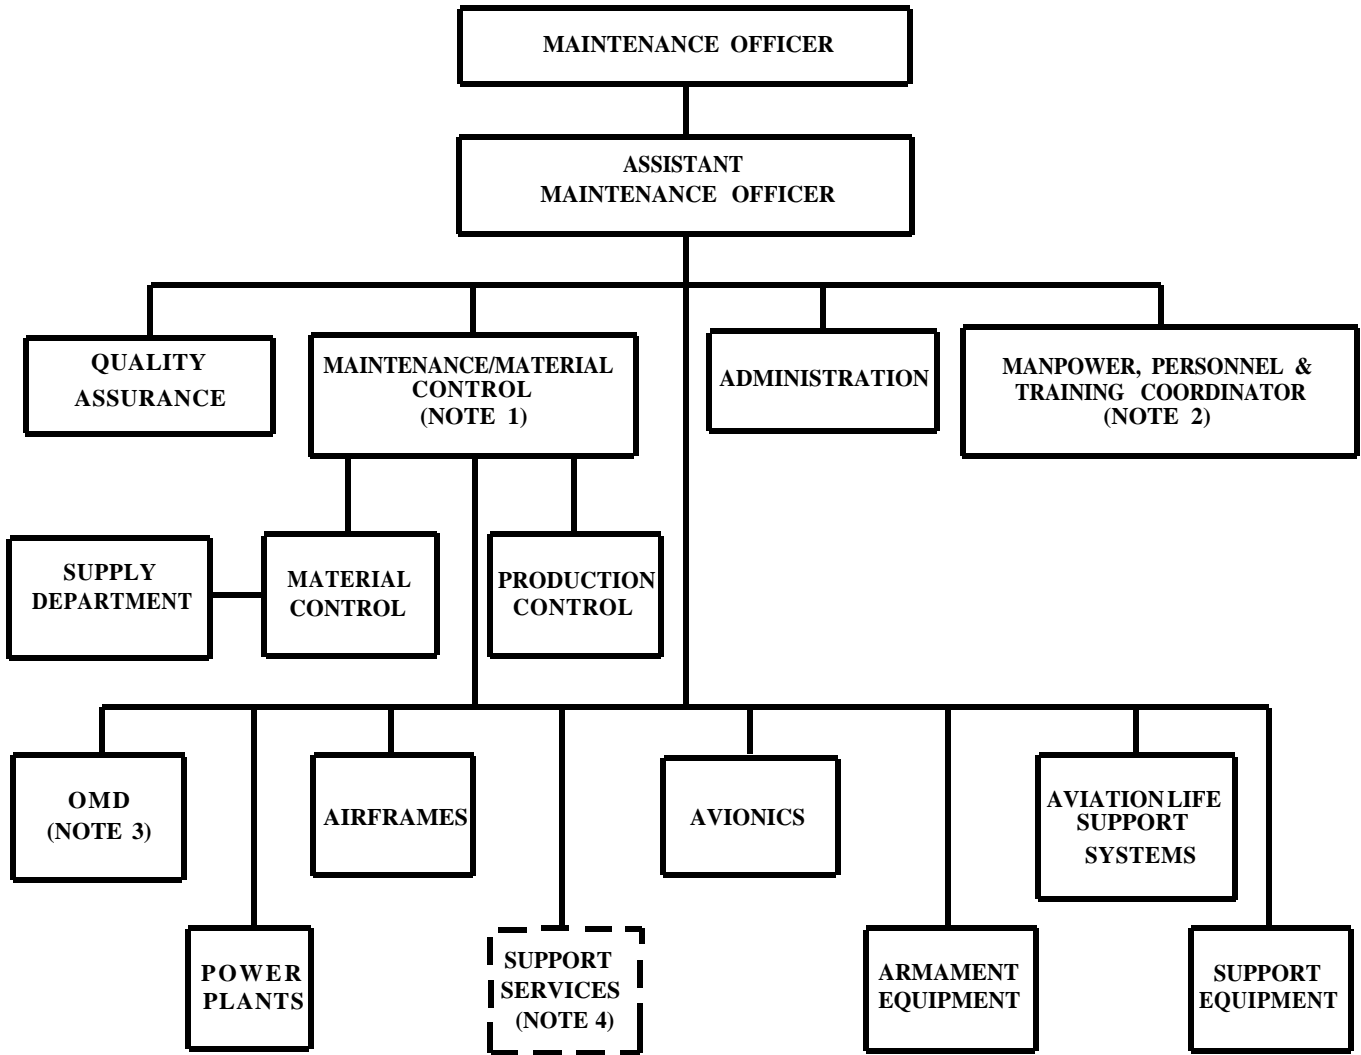 MAINTENANCE OFFICER
ASSISTANT
MAINTENANCE OFFICER
QUALITY
ASSURANCE
MAINTENANCE/MATERIAL
CONTROL
(NOTE 1)
ADMINISTRATION
MANPOWER, PERSONNEL &
TRAINING COORDINATOR
(NOTE 2)
SUPPLY
DEPARTMENT
MATERIAL
CONTROL
PRODUCTION
CONTROL
OMD
(NOTE 3)
AIRFRAMES
AVIONICS
AVIATION LIFE
SUPPORT
SYSTEMS
POWER
PLANTS
SUPPORT
SERVICES
(NOTE 4)
ARMAMENT
EQUIPMENT
SUPPORT
EQUIPMENT